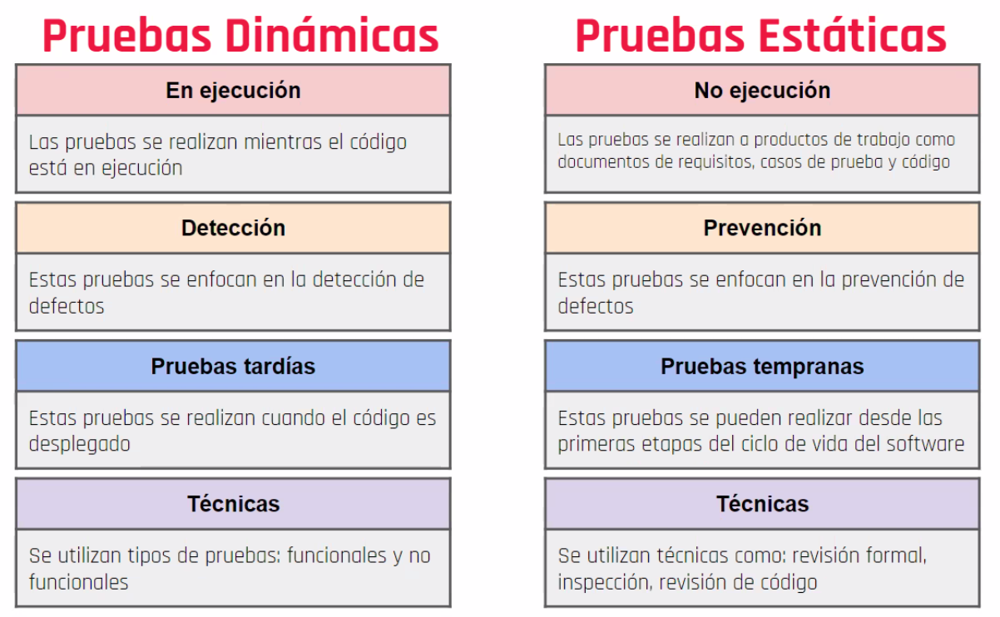 Pruebas Dinámicas
En ejecución
Las pruebas se realizan mientras el código
está en ejecución
Detección
Estas pruebas se enfocan en la detección de
defectos
Pruebas tardías
Estas pruebas se realizan cuando el código es
desplegado
Técnicas
Se utilizan tipos de pruebas: funcionales y no
funcionales
Pruebas Estáticas
No ejecución
Las pruebas se realizan a productos de trabajo como
documentos de requisitos, casos de prueba y código
Prevención
Estas pruebas se enfocan en la prevención de
defectos
Pruebas tempranas
Estas pruebas se pueden realizar desde las
primeras etapas del ciclo de vida del software
Técnicas
Se utilizan técnicas como: revisión formal,
inspección, revisión de código